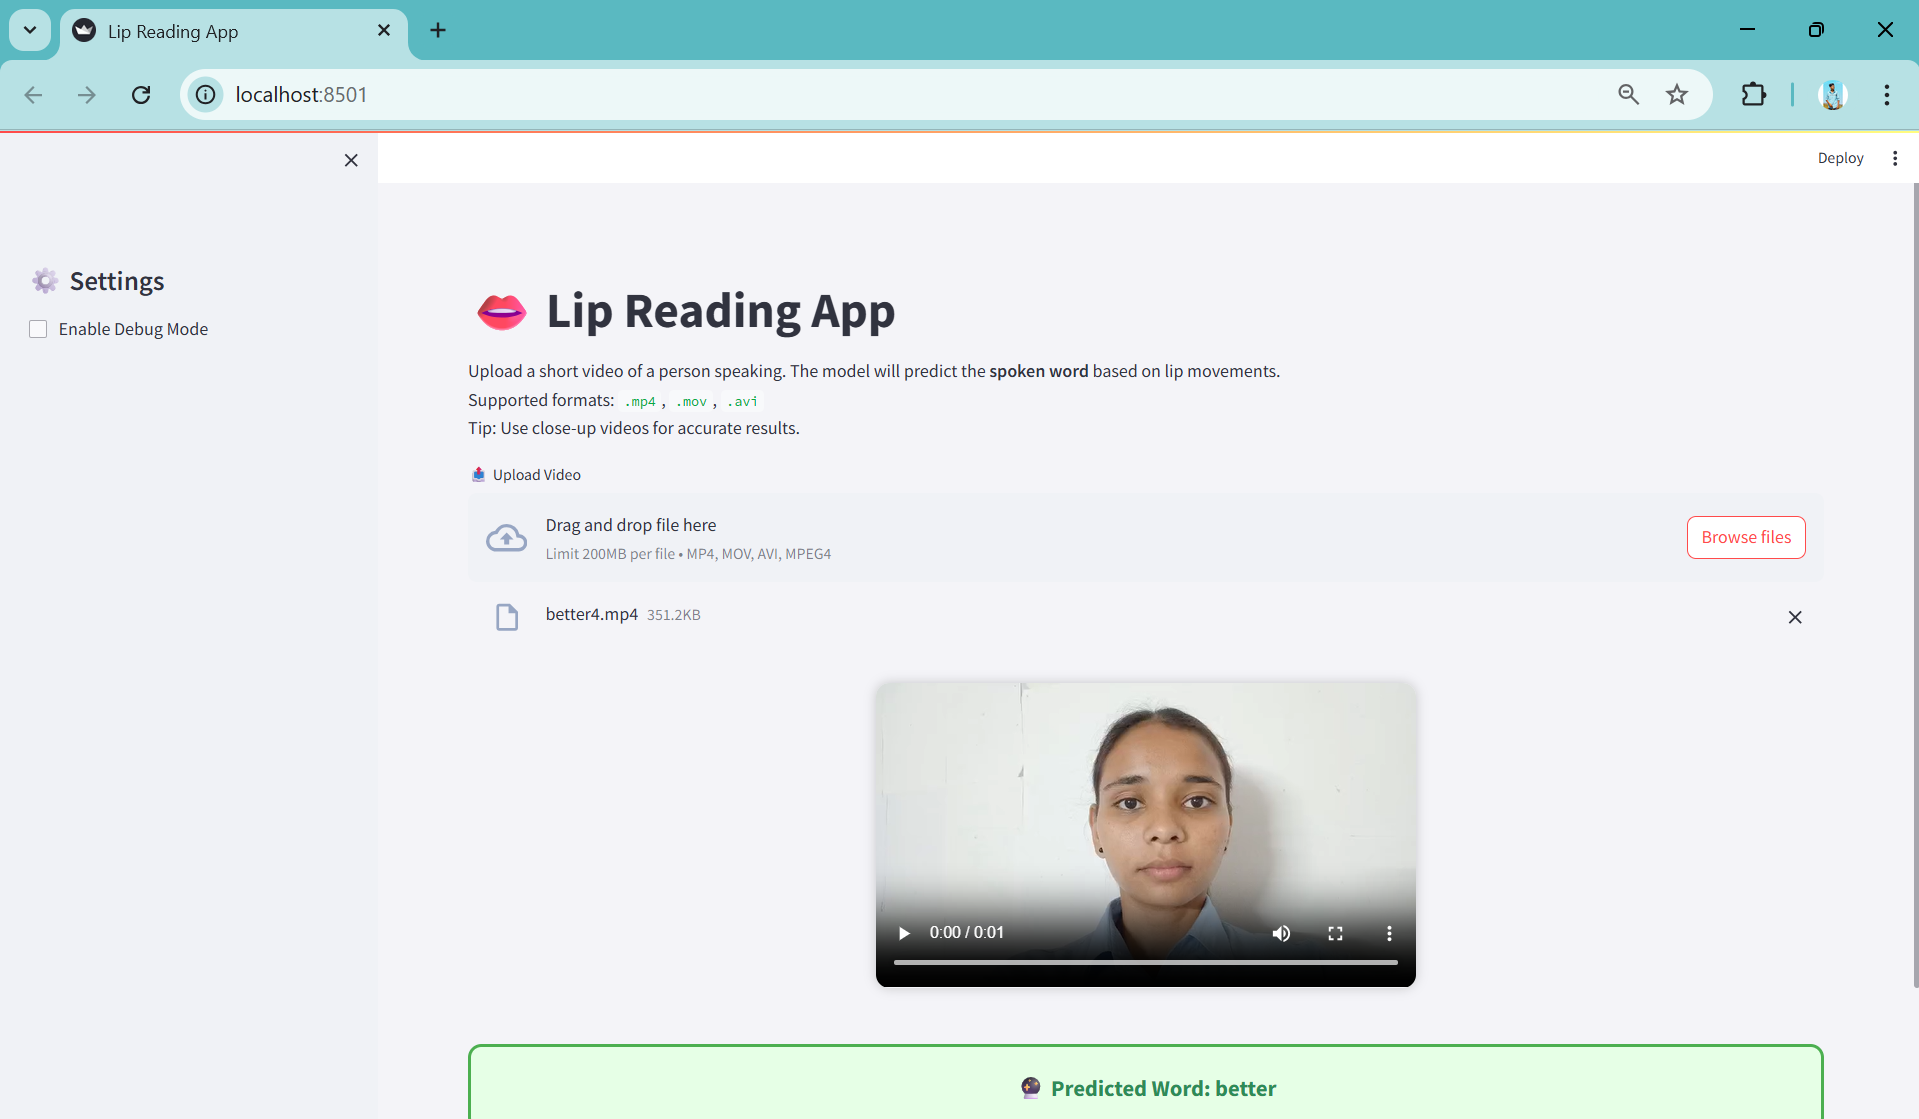 Lip Reading App
localhost:8501
Deploy
Settings
Enable Debug Mode
Lip Reading App
Upload a short video of a person speaking. The model will predict the spoken word based on lip movements.
Supported formats: .mp4 , .mov , .avi
Tip: Use close-up videos for accurate results.
Upload Video
Drag and drop file here
Limit 200MB per file • MP4, MOV, AVI, MPEG4
Browse files
better4.mp4 351.2KB
0:00 / 0:01
Predicted Word: better